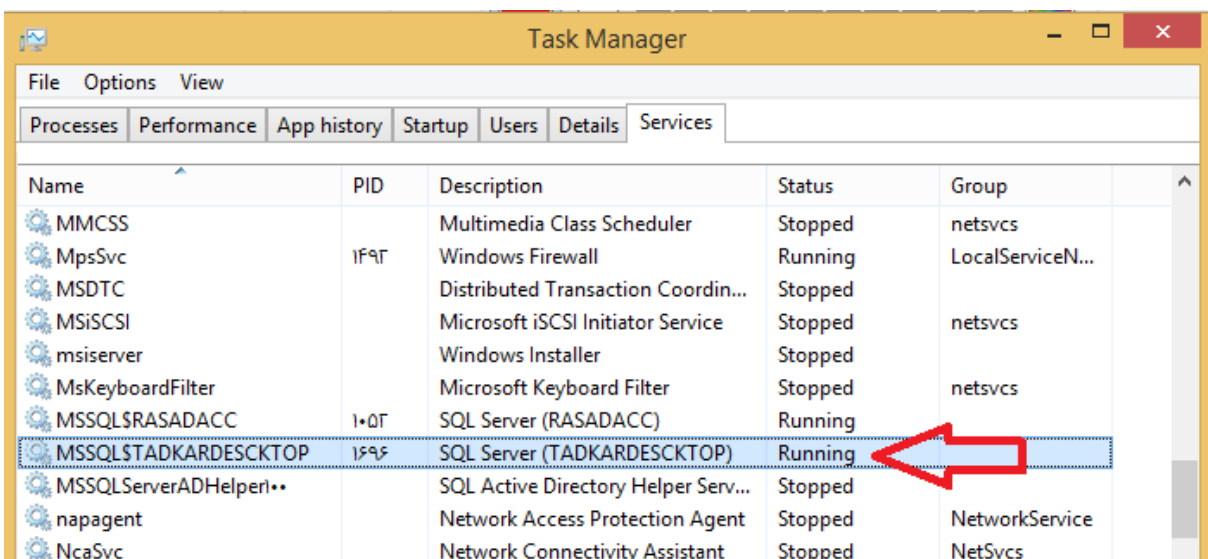 Task Manager
File Options View
Processes Performance App history Startup Users Details Services
Name PID Description Status Group
MMCSS Multimedia Class Scheduler Stopped netsvcs
MpsSvc ۱۴۹۲ Windows Firewall Running LocalServiceN...
MSDTC Distributed Transaction Coordin... Stopped
MSiSCSI Microsoft iSCSI Initiator Service Stopped netsvcs
msiserver Windows Installer Stopped
MsKeyboardFilter Microsoft Keyboard Filter Stopped netsvcs
MSSQL$RASADACC ۱۰۵۲ SQL Server (RASADACC) Running
MSSQL$TADKARDESCKTOP ۱۶۹۶ SQL Server (TADKARDESCKTOP) Running
MSSQLServerADHelper۱۰۰ SQL Active Directory Helper Serv... Stopped
napagent Network Access Protection Agent Stopped NetworkService
NcaSvc Network Connectivity Assistant Stopped NetSvcs